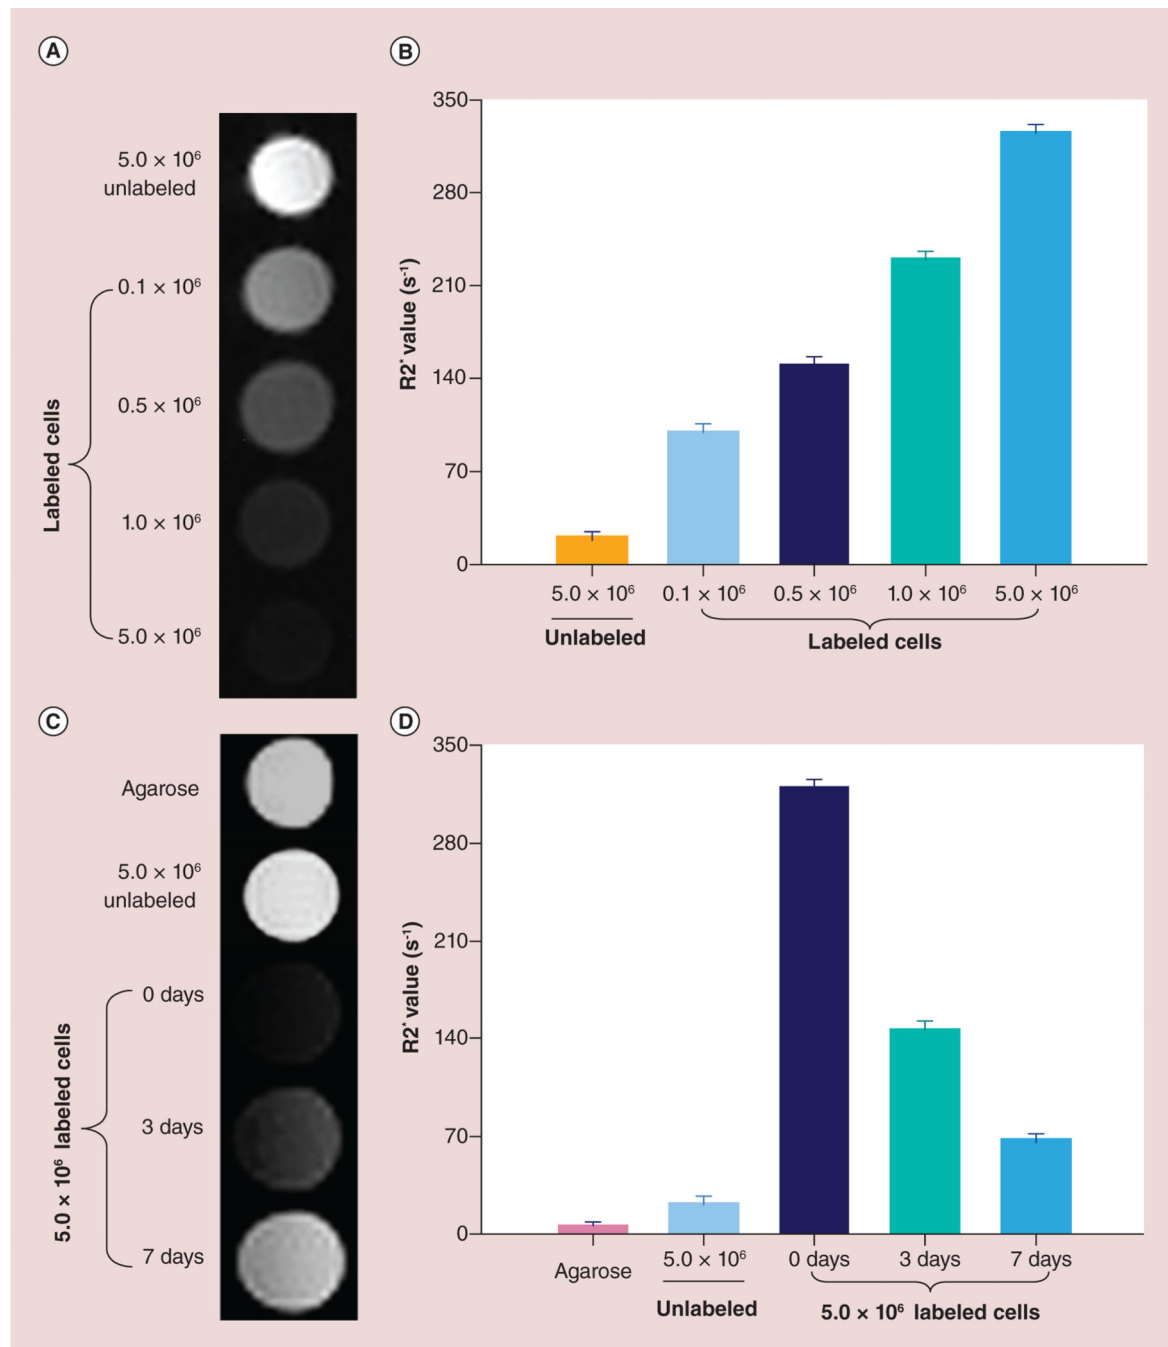 A
5.0 × 10⁶
unlabeled
Labeled cells
0.1 × 10⁶
0.5 × 10⁶
1.0 × 10⁶
5.0 × 10⁶
B
R2* value (s⁻¹)
350
280
210
140
70
0
5.0 × 10⁶ 0.1 × 10⁶ 0.5 × 10⁶ 1.0 × 10⁶ 5.0 × 10⁶
Unlabeled Labeled cells
C
Agarose
5.0 × 10⁶
unlabeled
5.0 × 10⁶ labeled cells
0 days
3 days
7 days
D
R2* value (s⁻¹)
350
280
210
140
70
0
Agarose 5.0 × 10⁶ 0 days 3 days 7 days
Unlabeled 5.0 × 10⁶ labeled cells